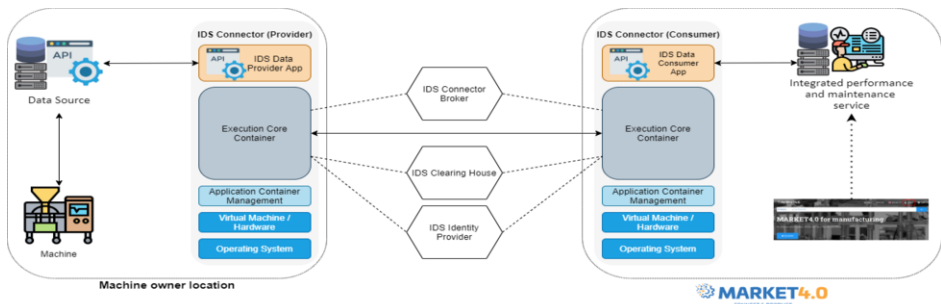 IDS Connector (Provider)
API
Data Source
API
IDS Data
Provider App
Execution Core
Container
Application Container
Management
Virtual Machine /
Hardware
Operating System
Machine
Machine owner location
IDS Connector
Broker
IDS Clearing House
IDS Identity
Provider
IDS Connector (Consumer)
API
IDS Data
Consumer
App
Execution Core
Container
Application Container
Management
Virtual Machine /
Hardware
Operating System
Integrated performance
and maintenance
service
MARKET4.0 for manufacturing
MARKET4.0